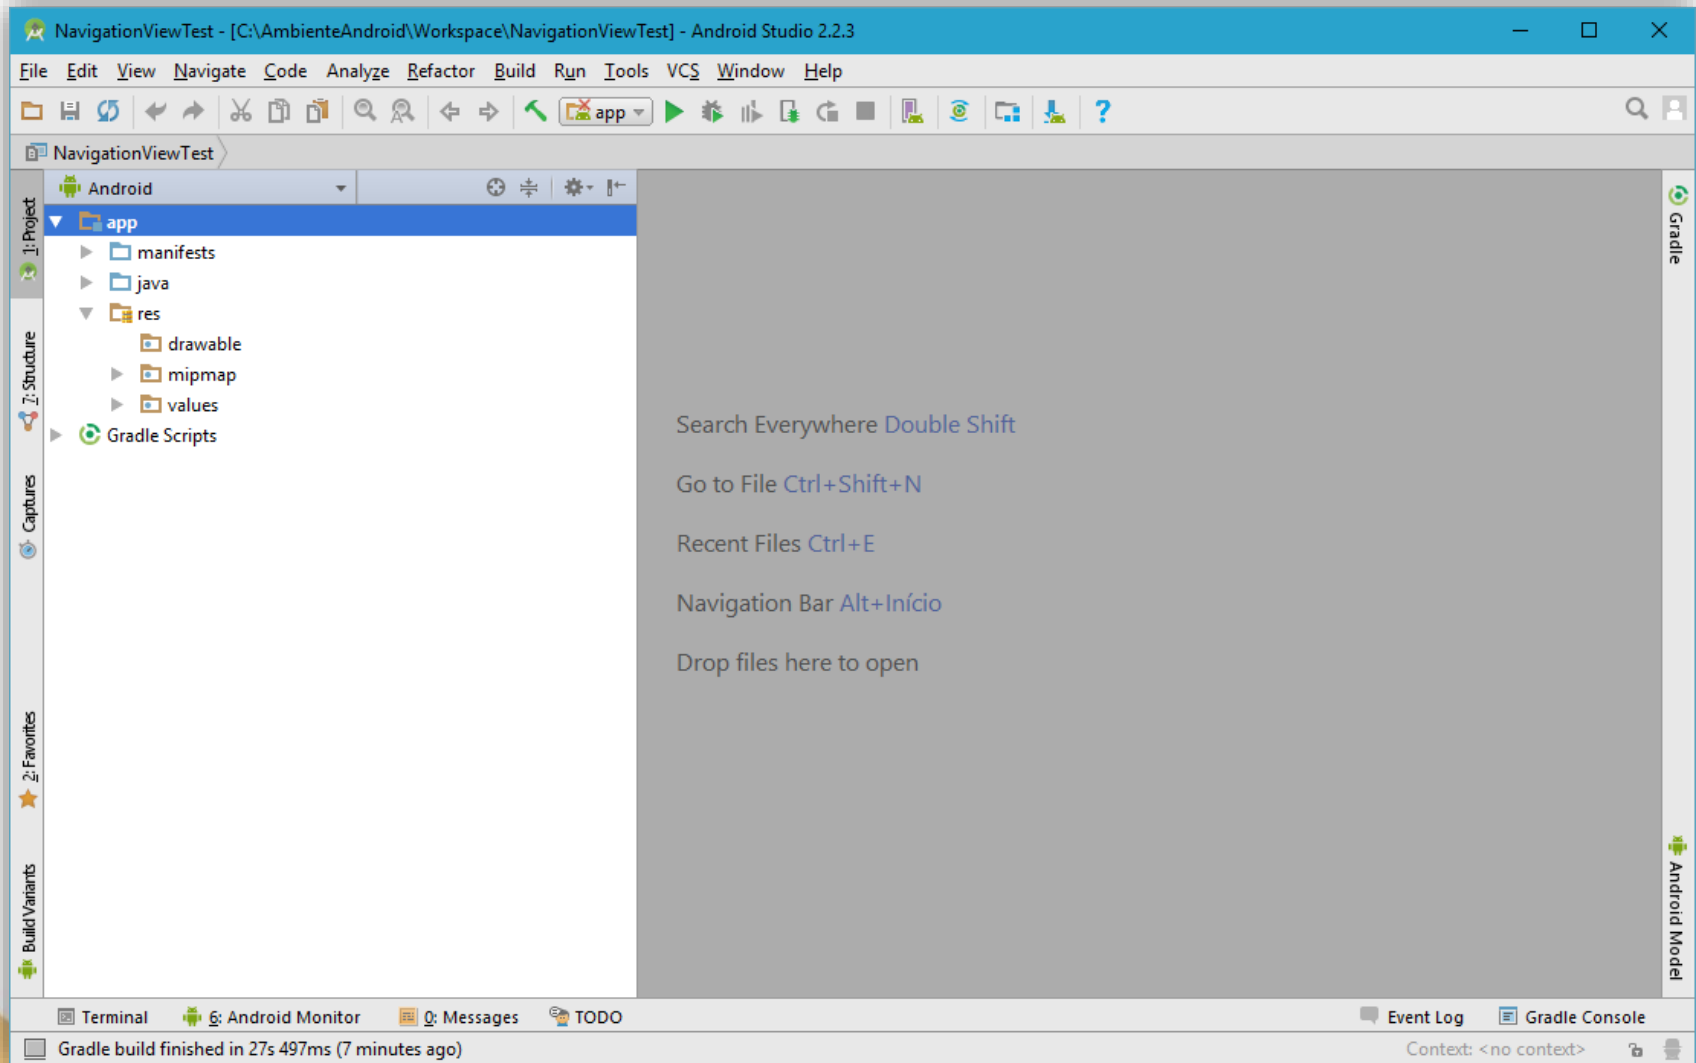 NavigationViewTest - [C:\AmbienteAndroid\Workspace\NavigationViewTest] - Android Studio 2.2.3
File Edit View Navigate Code Analyze Refactor Build Run Tools VCS Window Help
app
NavigationViewTest
Android
app
manifests
java
res
drawable
mipmap
values
Gradle Scripts
1: Project
7: Structure
Captures
2: Favorites
Build Variants
Search Everywhere Double Shift
Go to File Ctrl+Shift+N
Recent Files Ctrl+E
Navigation Bar Alt+Início
Drop files here to open
Gradle
Android Model
Terminal 6: Android Monitor 0: Messages TODO Event Log Gradle Console
Gradle build finished in 27s 497ms (7 minutes ago) Context: <no context>